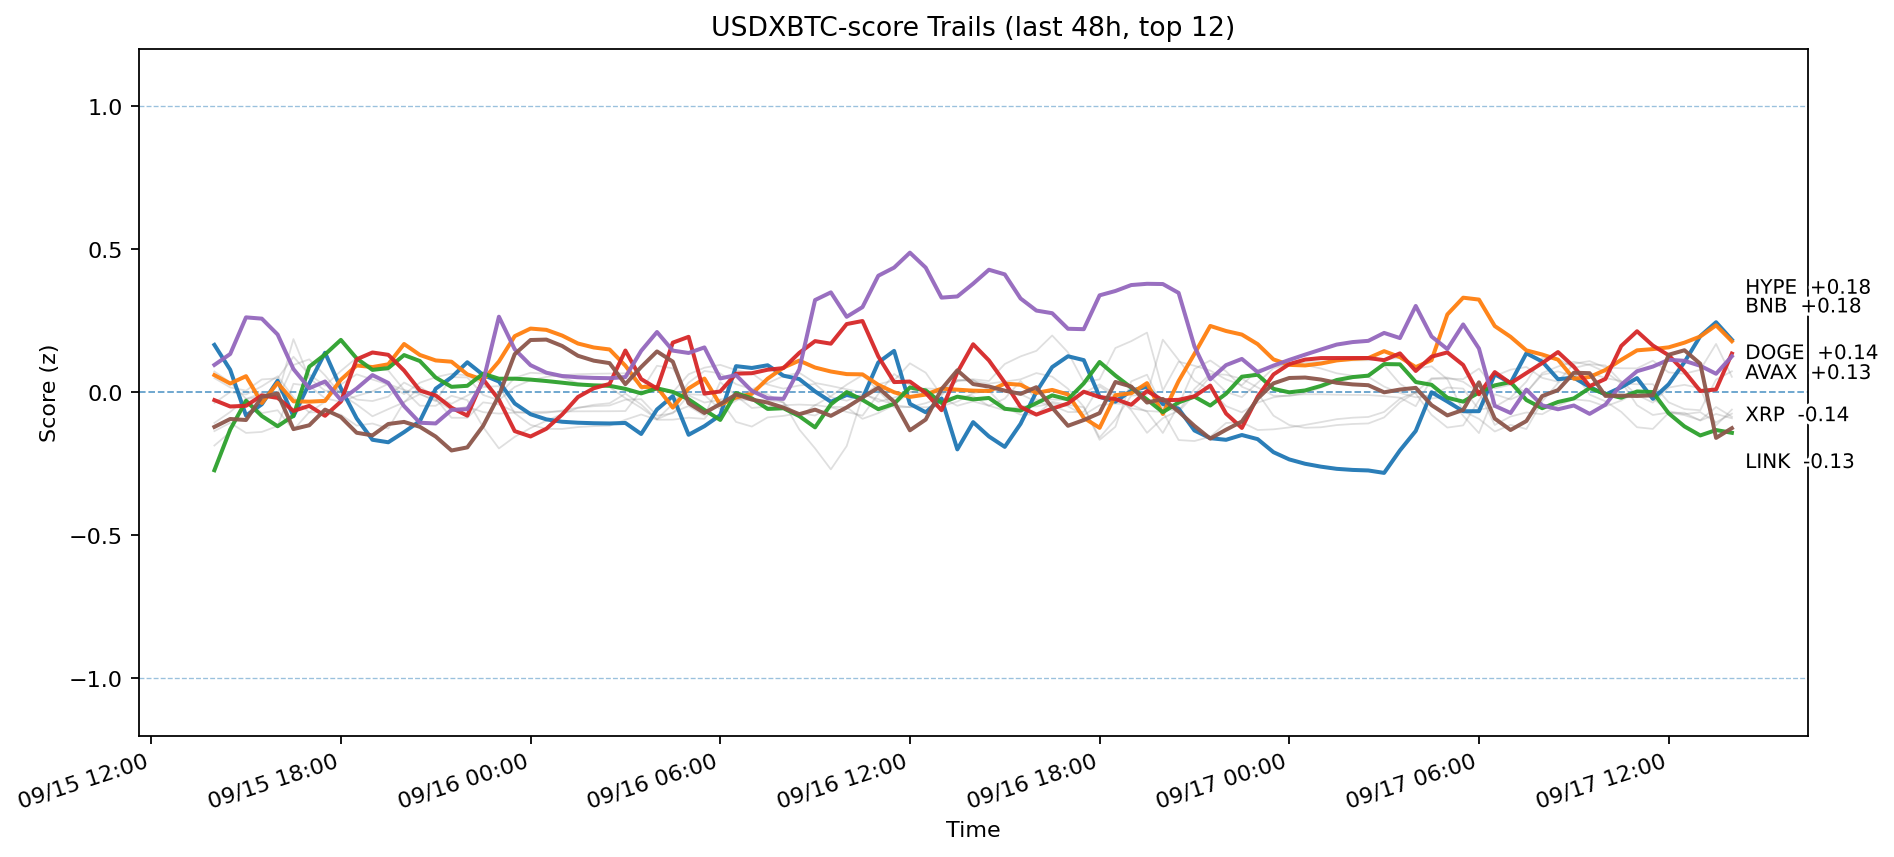 USDXBTC-score Trails (last 48h, top 12)
Score (z)
1.0
0.5
0.0
−0.5
−1.0
HYPE +0.18
BNB +0.18
DOGE +0.14
AVAX +0.13
XRP -0.14
LINK -0.13
09/15 12:00
09/15 18:00
09/16 00:00
09/16 06:00
09/16 12:00
09/16 18:00
09/17 00:00
09/17 06:00
09/17 12:00
Time